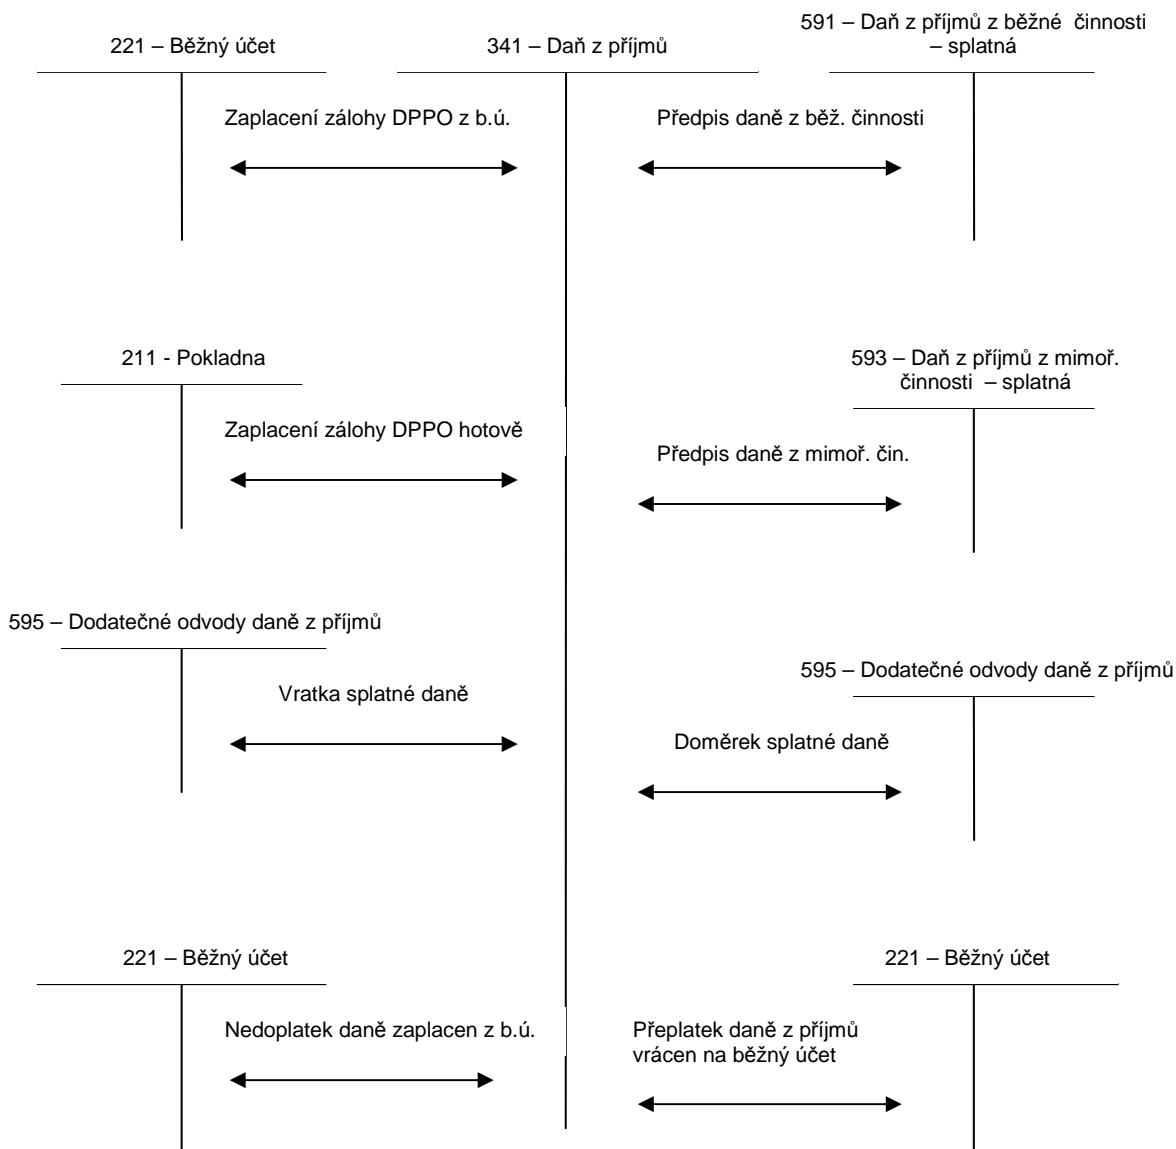 591 – Daň z příjmů z běžné činnosti
– splatná
221 – Běžný účet
341 – Daň z příjmů
Zaplacení zálohy DPPO z b.ú.
Předpis daně z běž. činnosti
211 - Pokladna
593 – Daň z příjmů z mimoř.
činnosti – splatná
Zaplacení zálohy DPPO hotově
Předpis daně z mimoř. čin.
595 – Dodatečné odvody daně z příjmů
595 – Dodatečné odvody daně z příjmů
Vratka splatné daně
Doměrek splatné daně
221 – Běžný účet
221 – Běžný účet
Nedoplatek daně zaplacen z b.ú.
Přeplatek daně z příjmů
vrácen na běžný účet